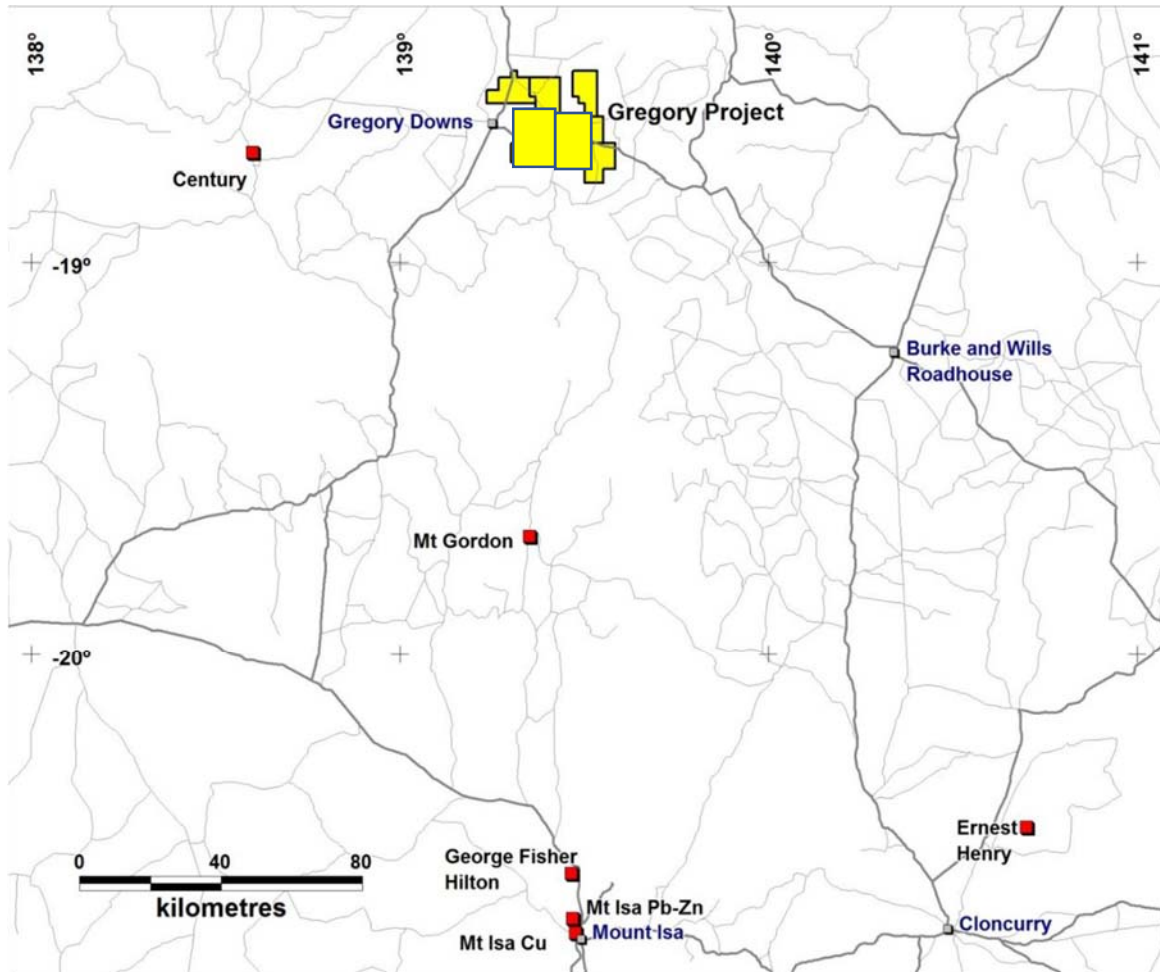 138°
139°
140°
141°
Gregory Project
Gregory Downs
Century
-19°
Burke and Wills
Roadhouse
Mt Gordon
-20°
Ernest
Henry
0 40 80
kilometres
George Fisher
Hilton
Mt Isa Pb-Zn
Mount Isa
Mt Isa Cu
Cloncurry